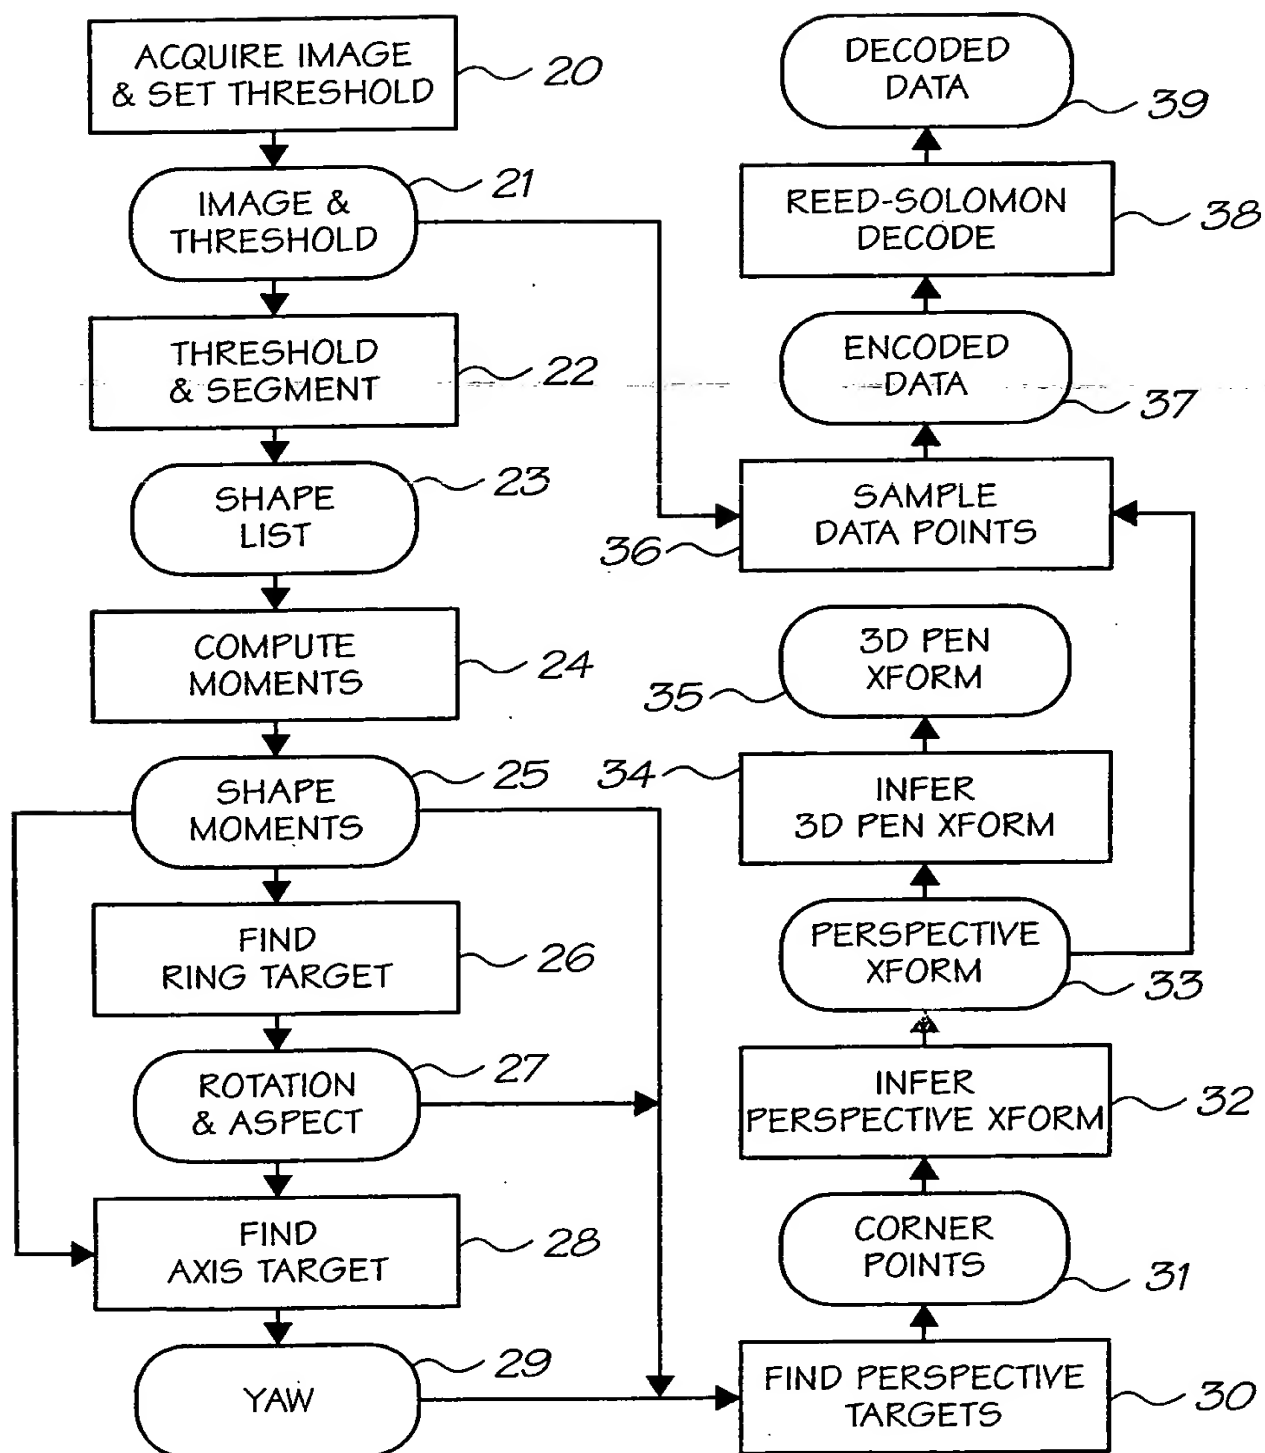 ACQUIRE IMAGE
& SET THRESHOLD
20
IMAGE &
THRESHOLD
21
THRESHOLD
& SEGMENT
22
SHAPE
LIST
23
COMPUTE
MOMENTS
24
SHAPE
MOMENTS
25
FIND
RING TARGET
26
ROTATION
& ASPECT
27
FIND
AXIS TARGET
28
YAW
29
DECODED
DATA
39
REED-SOLOMON
DECODE
38
ENCODED
DATA
37
SAMPLE
DATA POINTS
36
3D PEN
XFORM
35
INFER
3D PEN XFORM
34
PERSPECTIVE
XFORM
33
INFER
PERSPECTIVE XFORM
32
CORNER
POINTS
31
FIND PERSPECTIVE
TARGETS
30